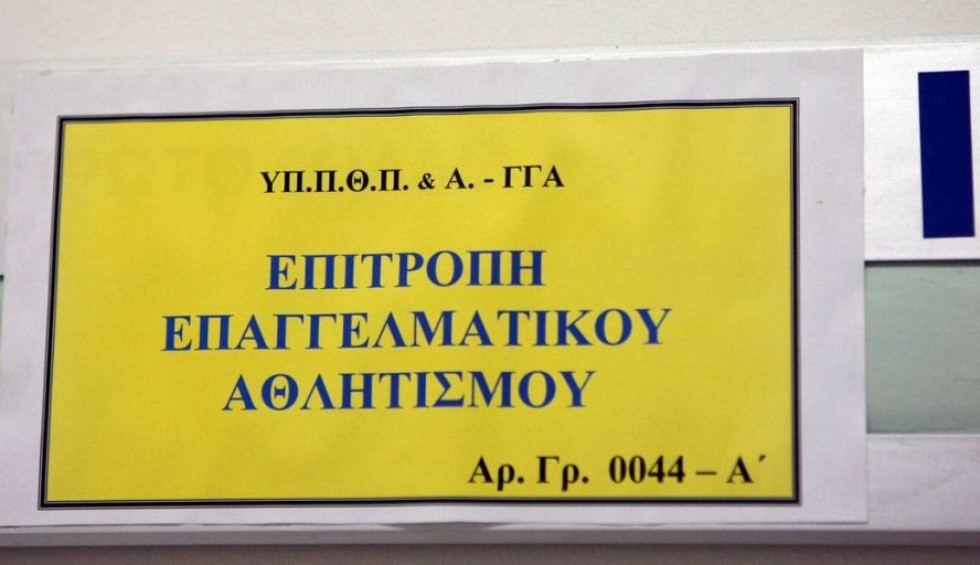 ΥΠ.Π.Θ.Π. & Α. - ΓΓΑ
ΕΠΙΤΡΟΠΗ
ΕΠΑΓΓΕΛΜΑΤΙΚΟΥ
ΑΘΛΗΤΙΣΜΟΥ
Αρ. Γρ. 0044 – Α΄